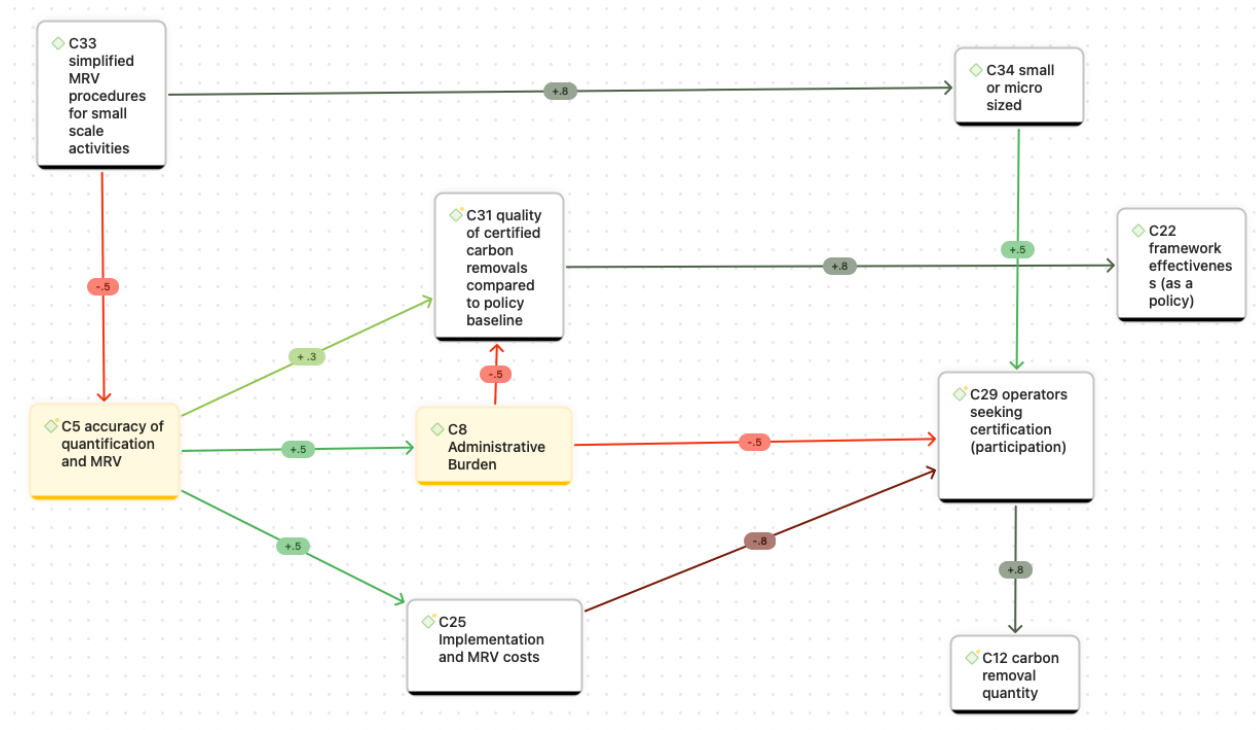 C33
simplified
MRV
procedures
for small
scale
activities
+.8
C34 small
or micro
sized
-.5
C31 quality
of certified
carbon
removals
compared
to policy
baseline
+.8
+.5
C22
framework
effectivenes
s (as a
policy)
+ .3
-.5
C5 accuracy of
quantification
and MRV
+.5
C8
Administrative
Burden
-.5
C29 operators
seeking
certification
(participation)
+.5
-.8
+.8
C25
Implementation
and MRV costs
C12 carbon
removal
quantity